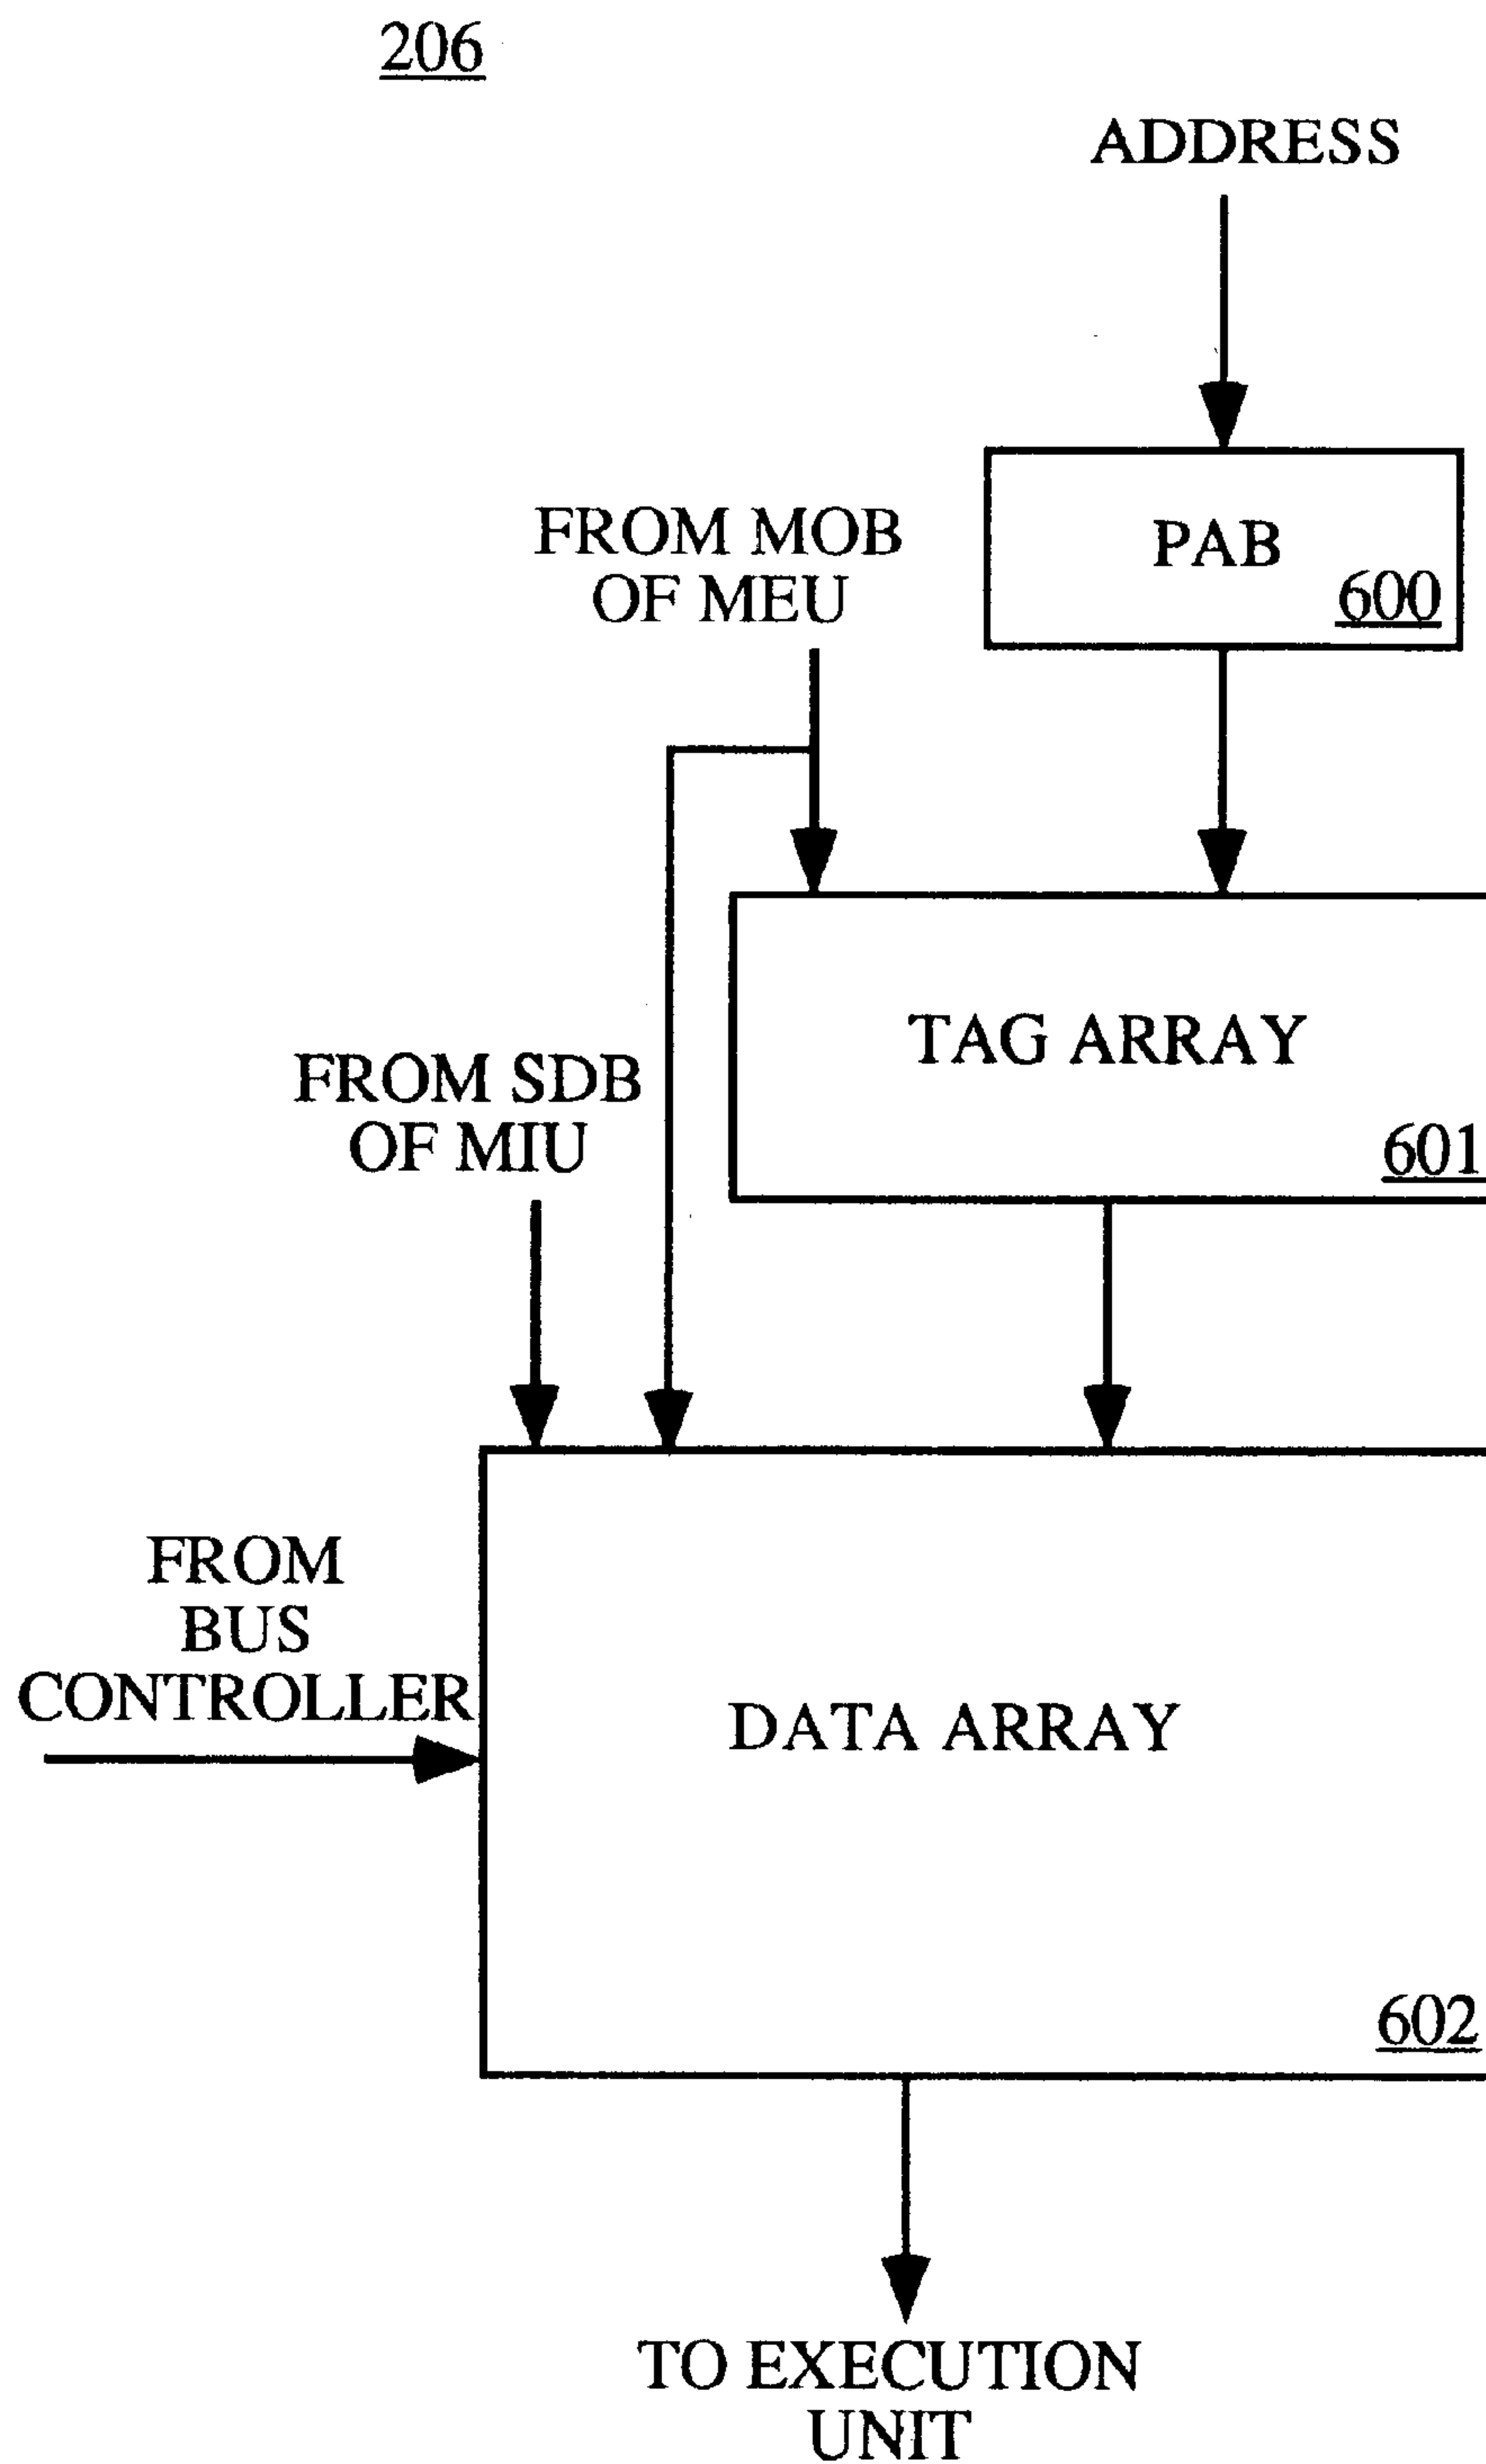 206
ADDRESS
PAB
600
FROM MOB
OF MEU
TAG ARRAY
601
FROM SDB
OF MIU
FROM
BUS
CONTROLLER
DATA ARRAY
602
TO EXECUTION
UNIT